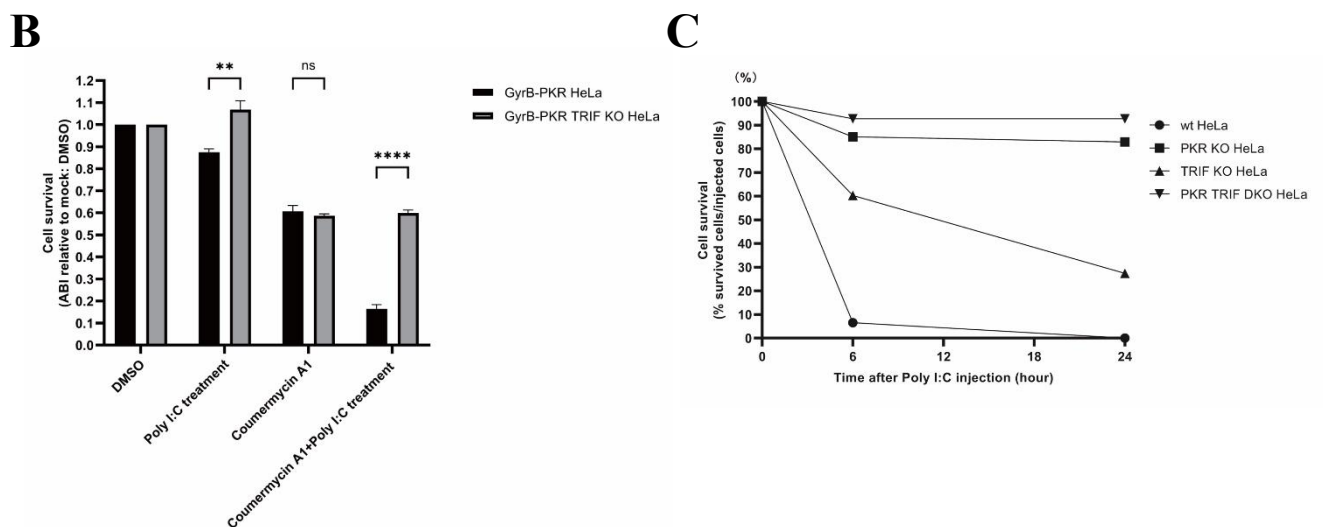 B
Cell survival
(ABI relative to mock: DMSO)
1.2
1.1
1.0
0.9
0.8
0.7
0.6
0.5
0.4
0.3
0.2
0.1
0.0
**
ns
****
DMSO
Poly I:C treatment
Coumermycin A1
Coumermycin A1+Poly I:C treatment
GyrB-PKR HeLa
GyrB-PKR TRIF KO HeLa
C
(%)
Cell survival
(% survived cells/injected cells)
100
90
80
70
60
50
40
30
20
10
0
0
6
12
18
24
Time after Poly I:C injection (hour)
wt HeLa
PKR KO HeLa
TRIF KO HeLa
PKR TRIF DKO HeLa